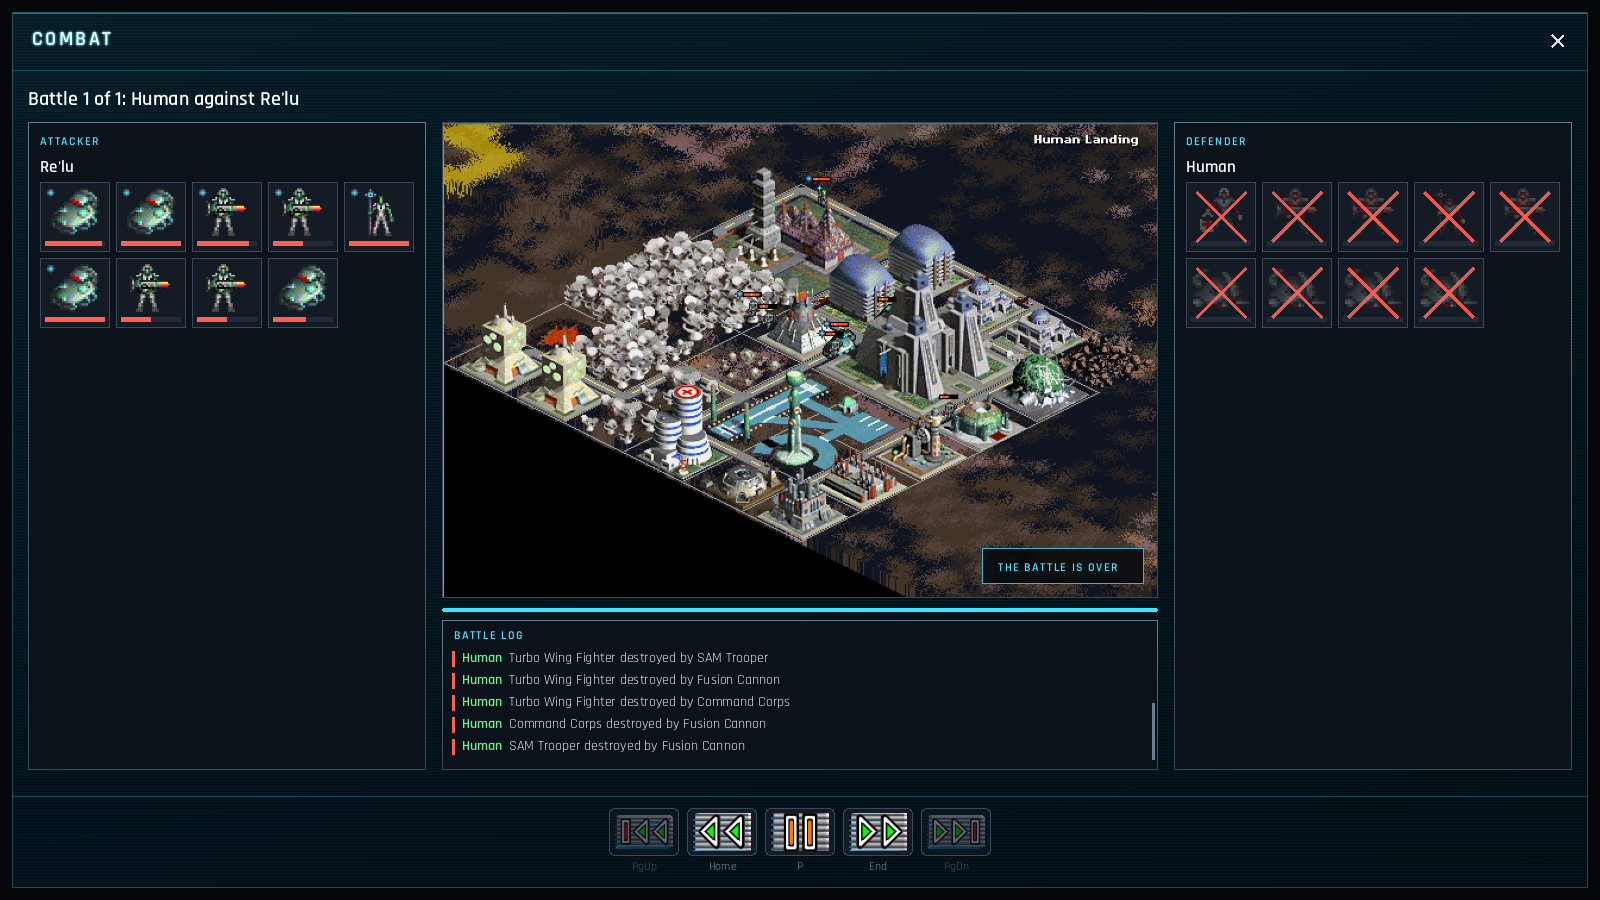 COMBAT
Battle 1 of 1: Human against Re'lu
ATTACKER
Re'lu
Human Landing
THE BATTLE IS OVER
DEFENDER
Human
BATTLE LOG
Human Turbo Wing Fighter destroyed by SAM Trooper
Human Turbo Wing Fighter destroyed by Fusion Cannon
Human Turbo Wing Fighter destroyed by Command Corps
Human Command Corps destroyed by Fusion Cannon
Human SAM Trooper destroyed by Fusion Cannon
PgUp
Home
P
End
PgDn